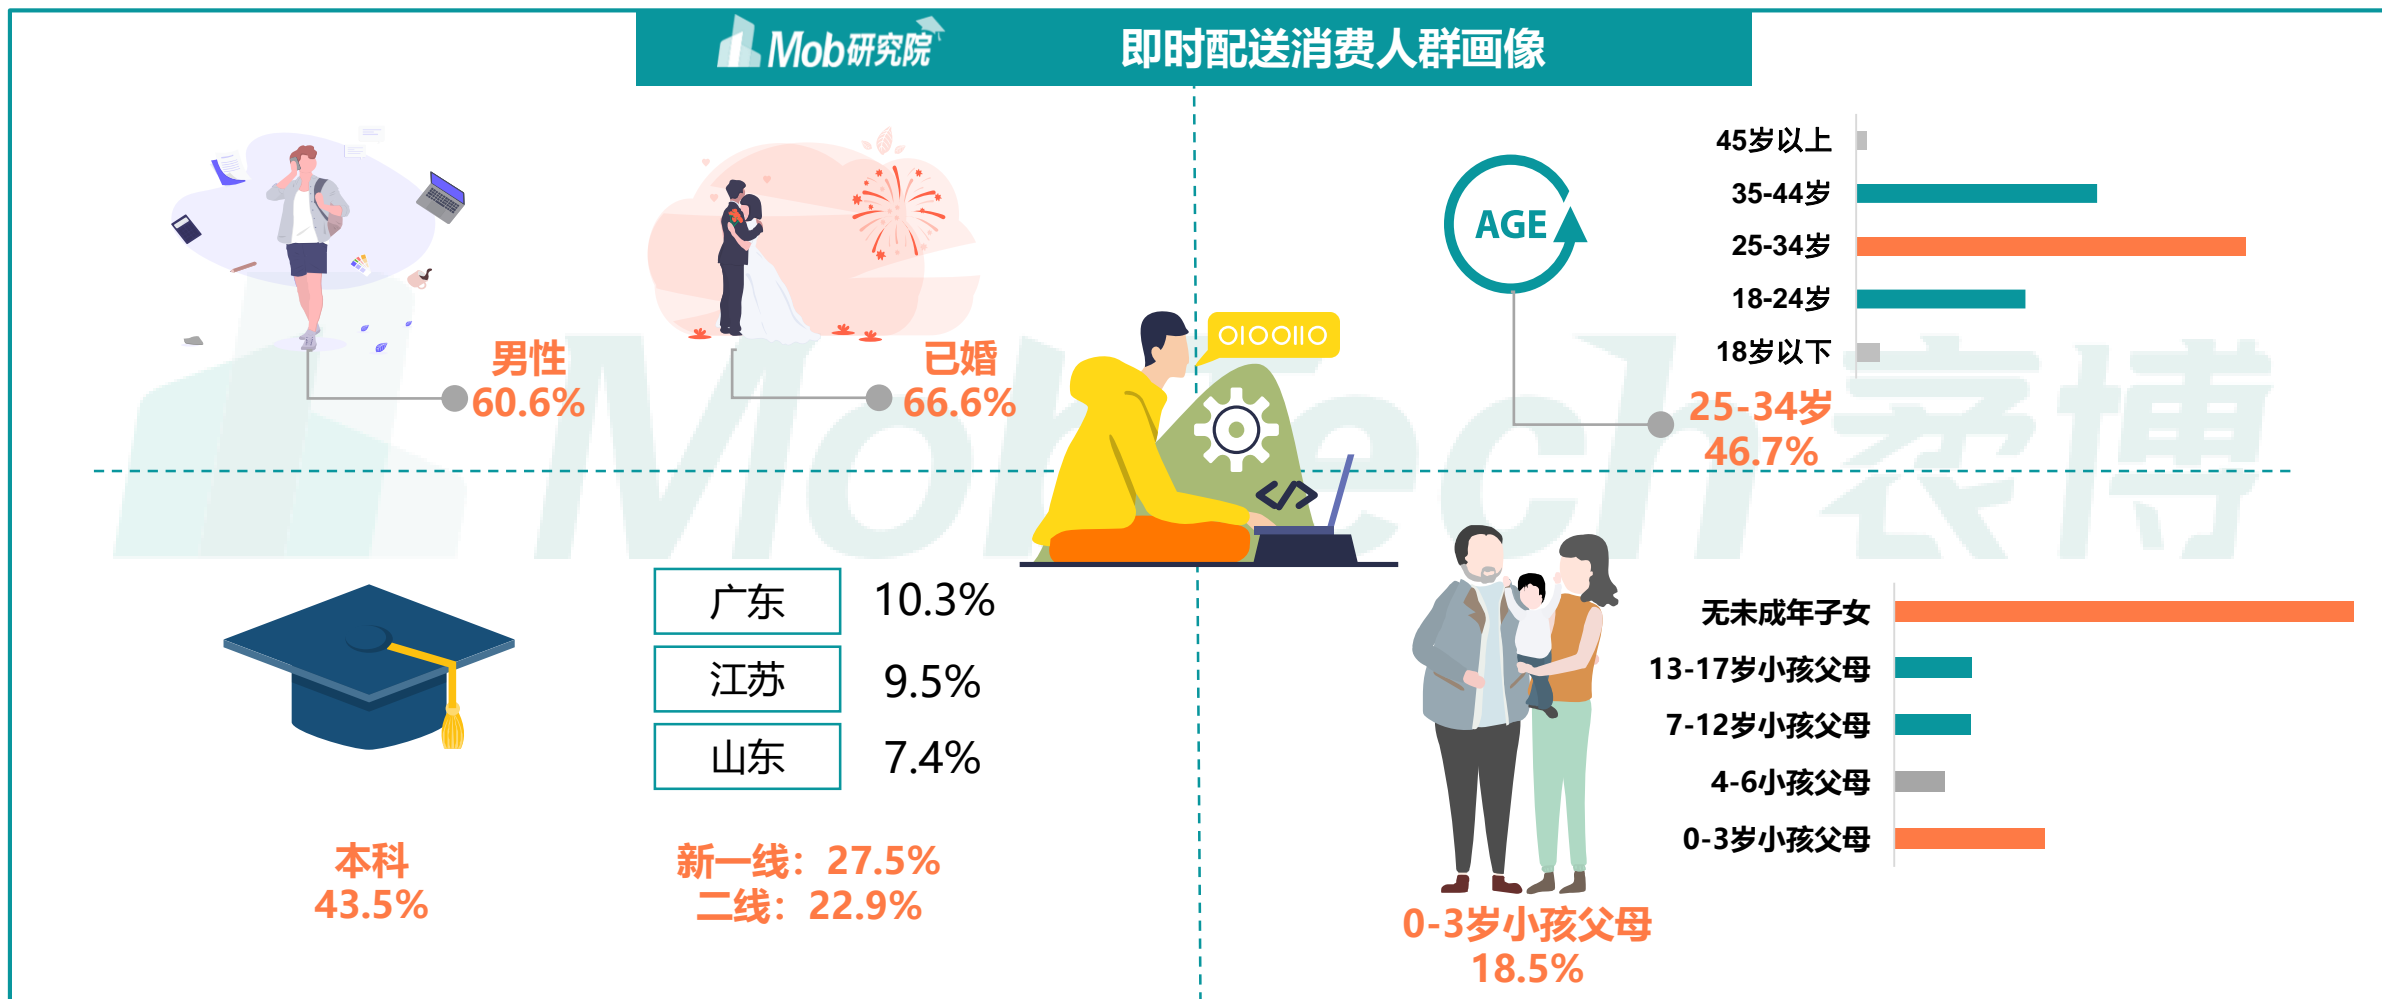 Mob研究院
即时配送消费人群画像
男性
60.6%
已婚
66.6%
AGE
45岁以上
35-44岁
25-34岁
18-24岁
18岁以下
25-34岁
46.7%
0100110
MobTech袤博
本科
43.5%
广东 10.3%
江苏 9.5%
山东 7.4%
新一线：27.5%
二线：22.9%
无未成年子女
13-17岁小孩父母
7-12岁小孩父母
4-6小孩父母
0-3岁小孩父母
0-3岁小孩父母
18.5%